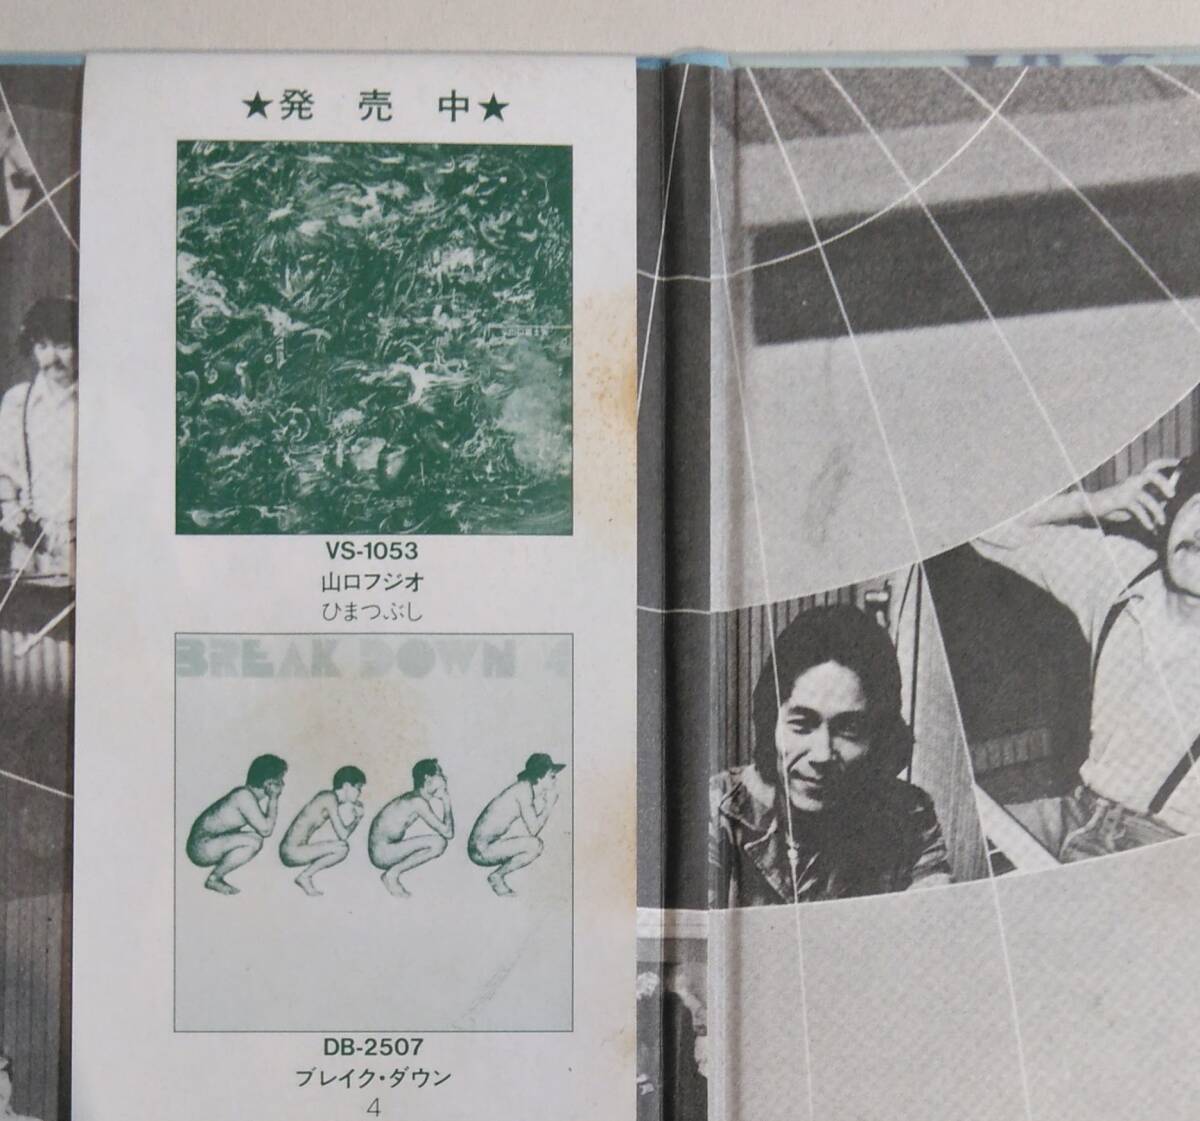 ★発 売 中★
VS-1053
山口フジオ
ひまつぶし
BREAK DOWN 4
DB-2507
ブレイク・ダウン
4